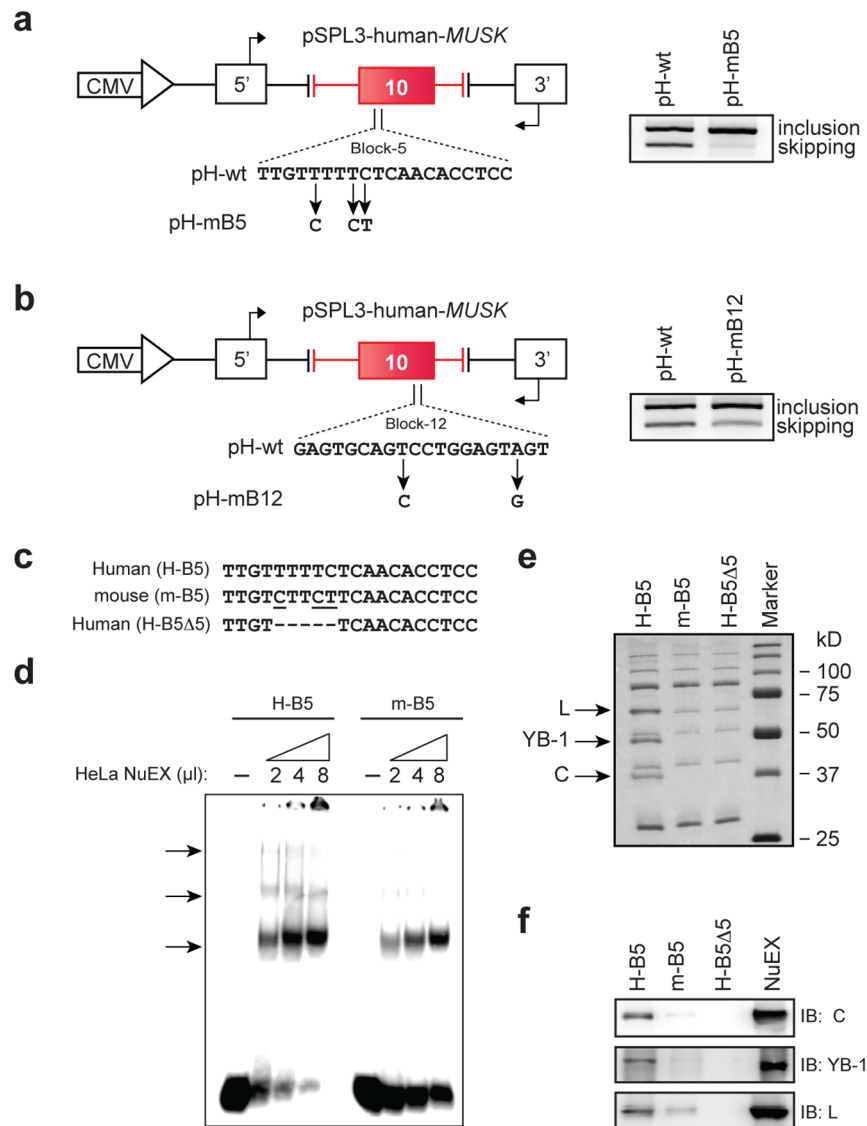 a
pSPL3-human-MUSK
CMV
5'
10
3'
Block-5
pH-wt TTGTTTTTCTCAACACCTCC
pH-mB5 C CT
pH-wt
pH-mB5
inclusion
skipping
b
pSPL3-human-MUSK
CMV
5'
10
3'
Block-12
pH-wt GAGTGCAGTCCTGGAGTAGT
pH-mB12 C G
pH-wt
pH-mB12
inclusion
skipping
c
Human (H-B5) TTGTTTTTCTCAACACCTCC
mouse (m-B5) TTGTCTTCTTCAACACCTCC
Human (H-B5Δ5) TTGT-----TCAACACCTCC
d
H-B5 m-B5
HeLa NuEX (µl): – 2 4 8 – 2 4 8
e
H-B5
m-B5
H-B5Δ5
Marker
kD
– 100
– 75
L
– 50
YB-1
C
– 37
– 25
f
H-B5
m-B5
H-B5Δ5
NuEX
IB: C
IB: YB-1
IB: L